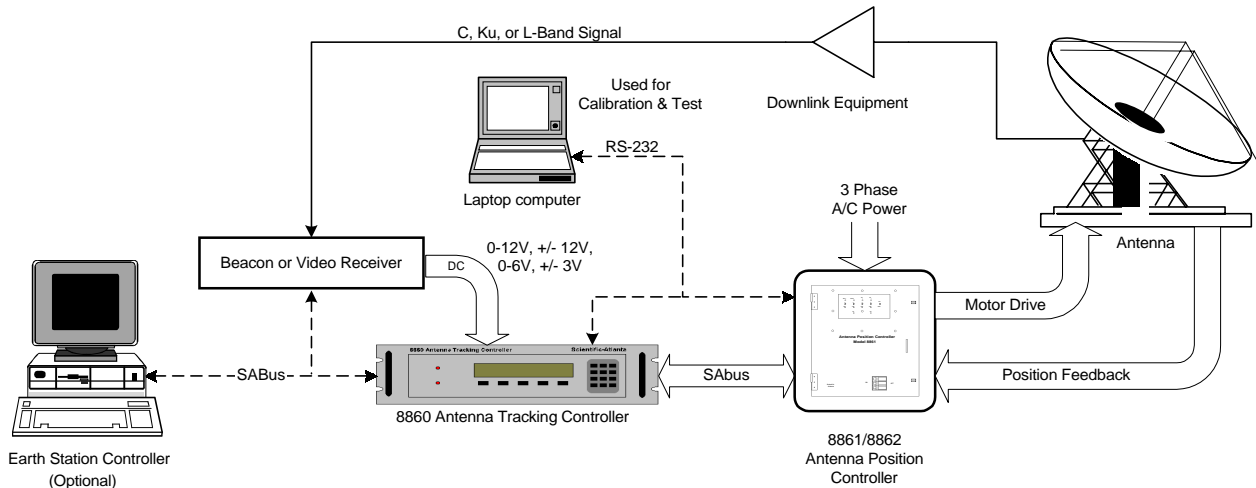 C, Ku, or L-Band Signal
Used for
Calibration & Test
Downlink Equipment
RS-232
Laptop computer
3 Phase
A/C Power
Antenna
Beacon or Video Receiver
DC
0-12V, +/- 12V,
0-6V, +/- 3V
Motor Drive
Antenna Position Controller
Model 8861
8860 Antenna Tracking Controller
Scientific-Atlanta
SABus
SAbus
Position Feedback
8860 Antenna Tracking Controller
8861/8862
Antenna Position
Controller
Earth Station Controller
(Optional)